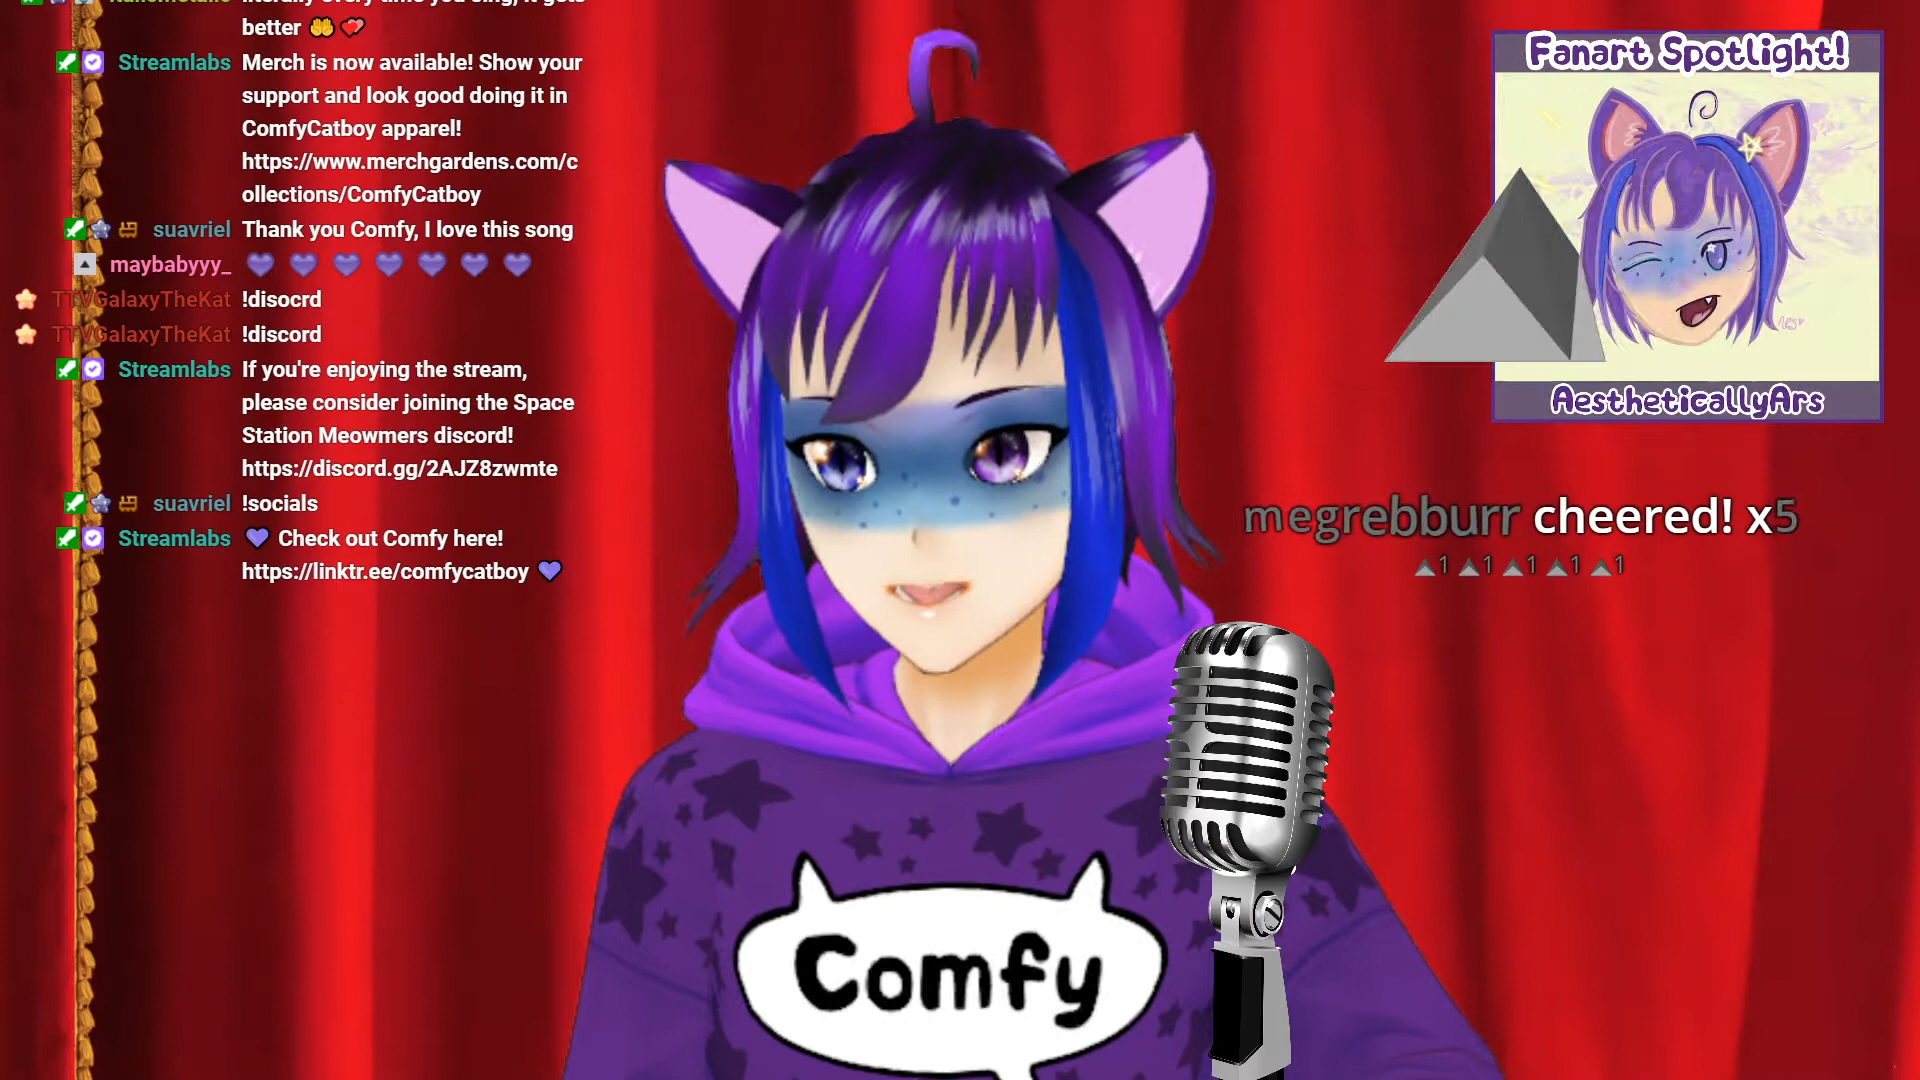 better 🤲 💞
Streamlabs Merch is now available! Show your
support and look good doing it in
ComfyCatboy apparel!
https://www.merchgardens.com/c
ollections/ComfyCatboy
suavriel Thank you Comfy, I love this song
maybabyyy_ 💜 💜 💜 💜 💜 💜 💜
TTVGalaxyTheKat !disocrd
TTVGalaxyTheKat !discord
Streamlabs If you're enjoying the stream,
please consider joining the Space
Station Meowmers discord!
https://discord.gg/2AJZ8zwmte
suavriel !socials
Streamlabs 💜 Check out Comfy here!
https://linktr.ee/comfycatboy 💜
Fanart Spotlight!
AestheticallyArs
megrebburr cheered! x5
1 1 1 1 1
Comfy